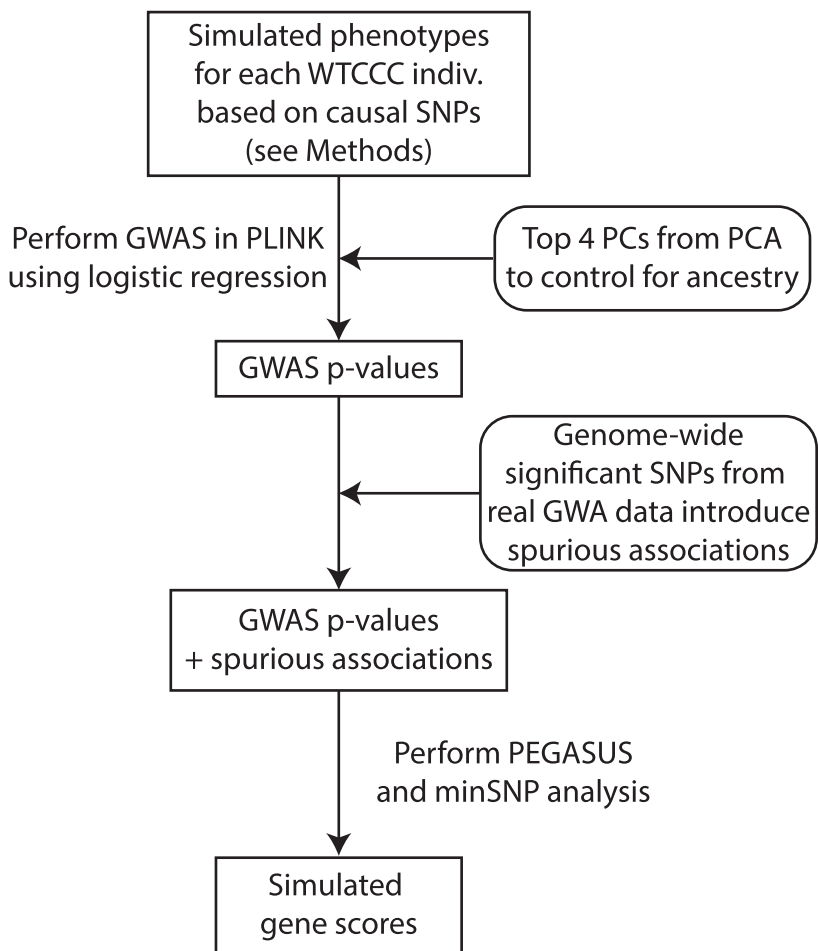 Simulated phenotypes
for each WTCCC indiv.
based on causal SNPs
(see Methods)
Perform GWAS in PLINK
using logistic regression
Top 4 PCs from PCA
to control for ancestry
GWAS p-values
Genome-wide
significant SNPs from
real GWA data introduce
spurious associations
GWAS p-values
+ spurious associations
Perform PEGASUS
and minSNP analysis
Simulated
gene scores